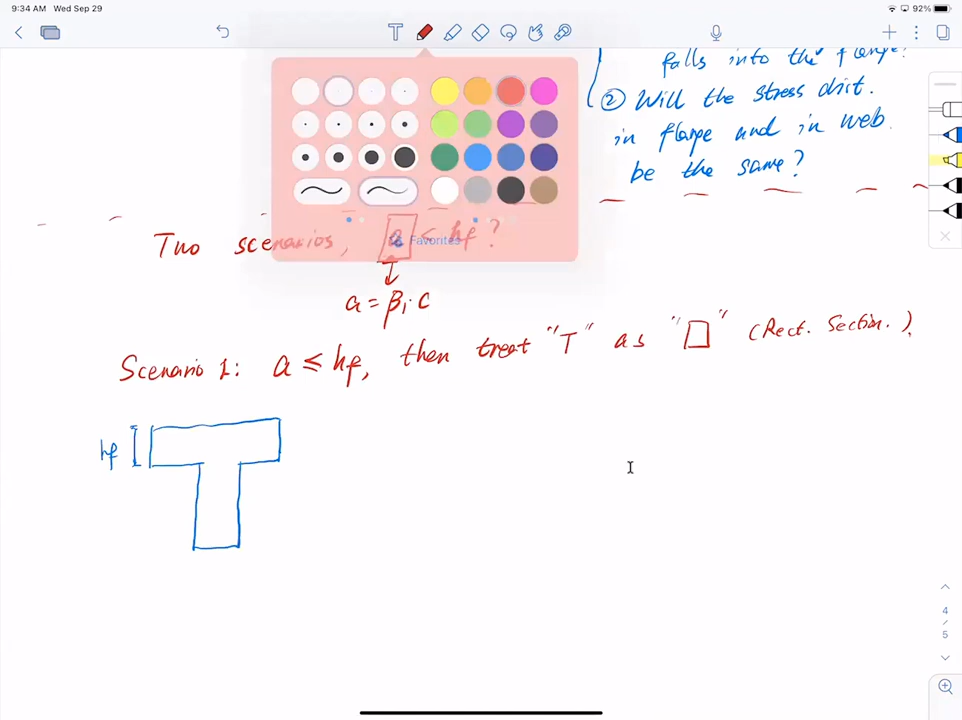 9:34 AM Wed Sep 29
92%
T
falls into the flange?
② Will the stress dist.
in flange and in web
be the same?
Favorites
Two scenarios, a ≤ hf?
a = β₁·c
Scenario 1: a ≤ hf, then treat "T" as "□" (Rect. Section.).
hf
4
/
5